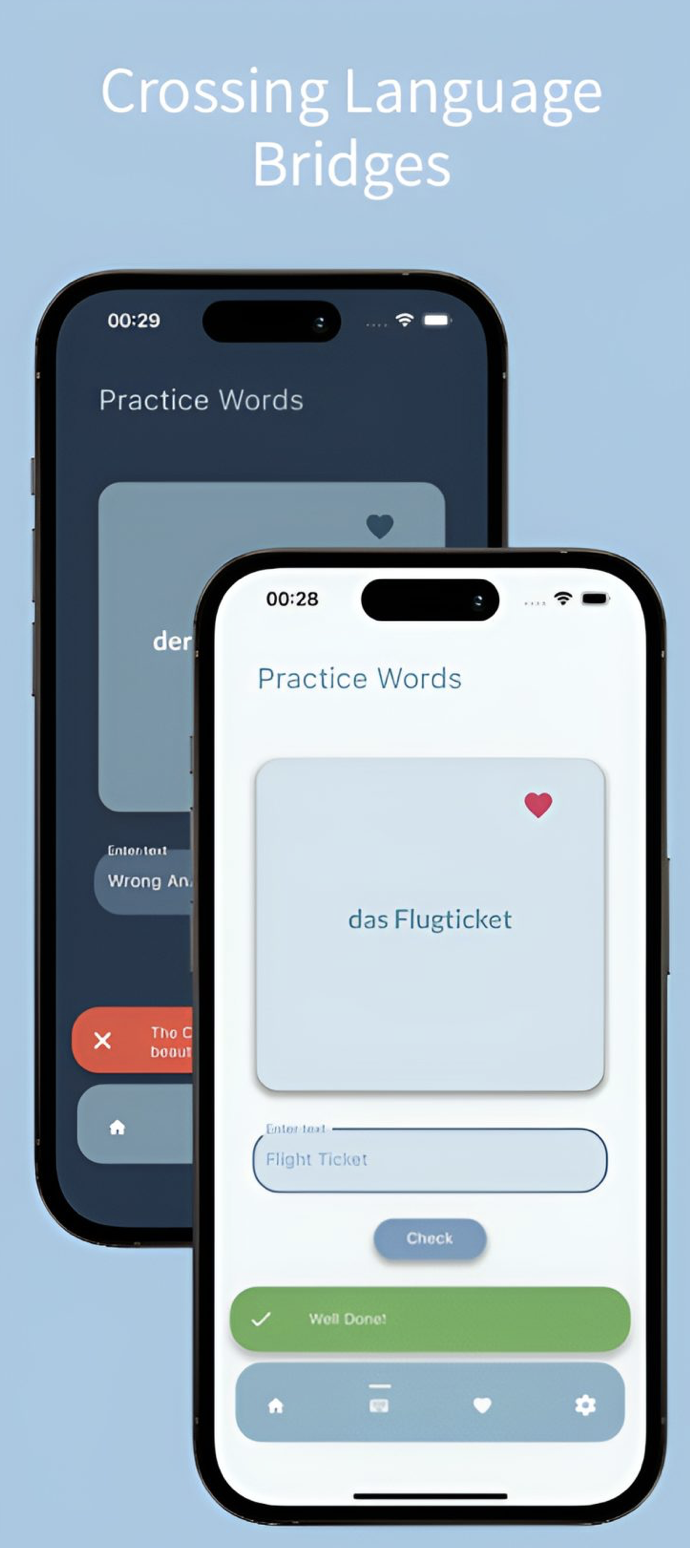 Crossing Language
Bridges
00:29
Practice Words
der
Enter text
Wrong An
The C
beaut
00:28
Practice Words
das Flugticket
Enter text
Flight Ticket
Check
Well Done!